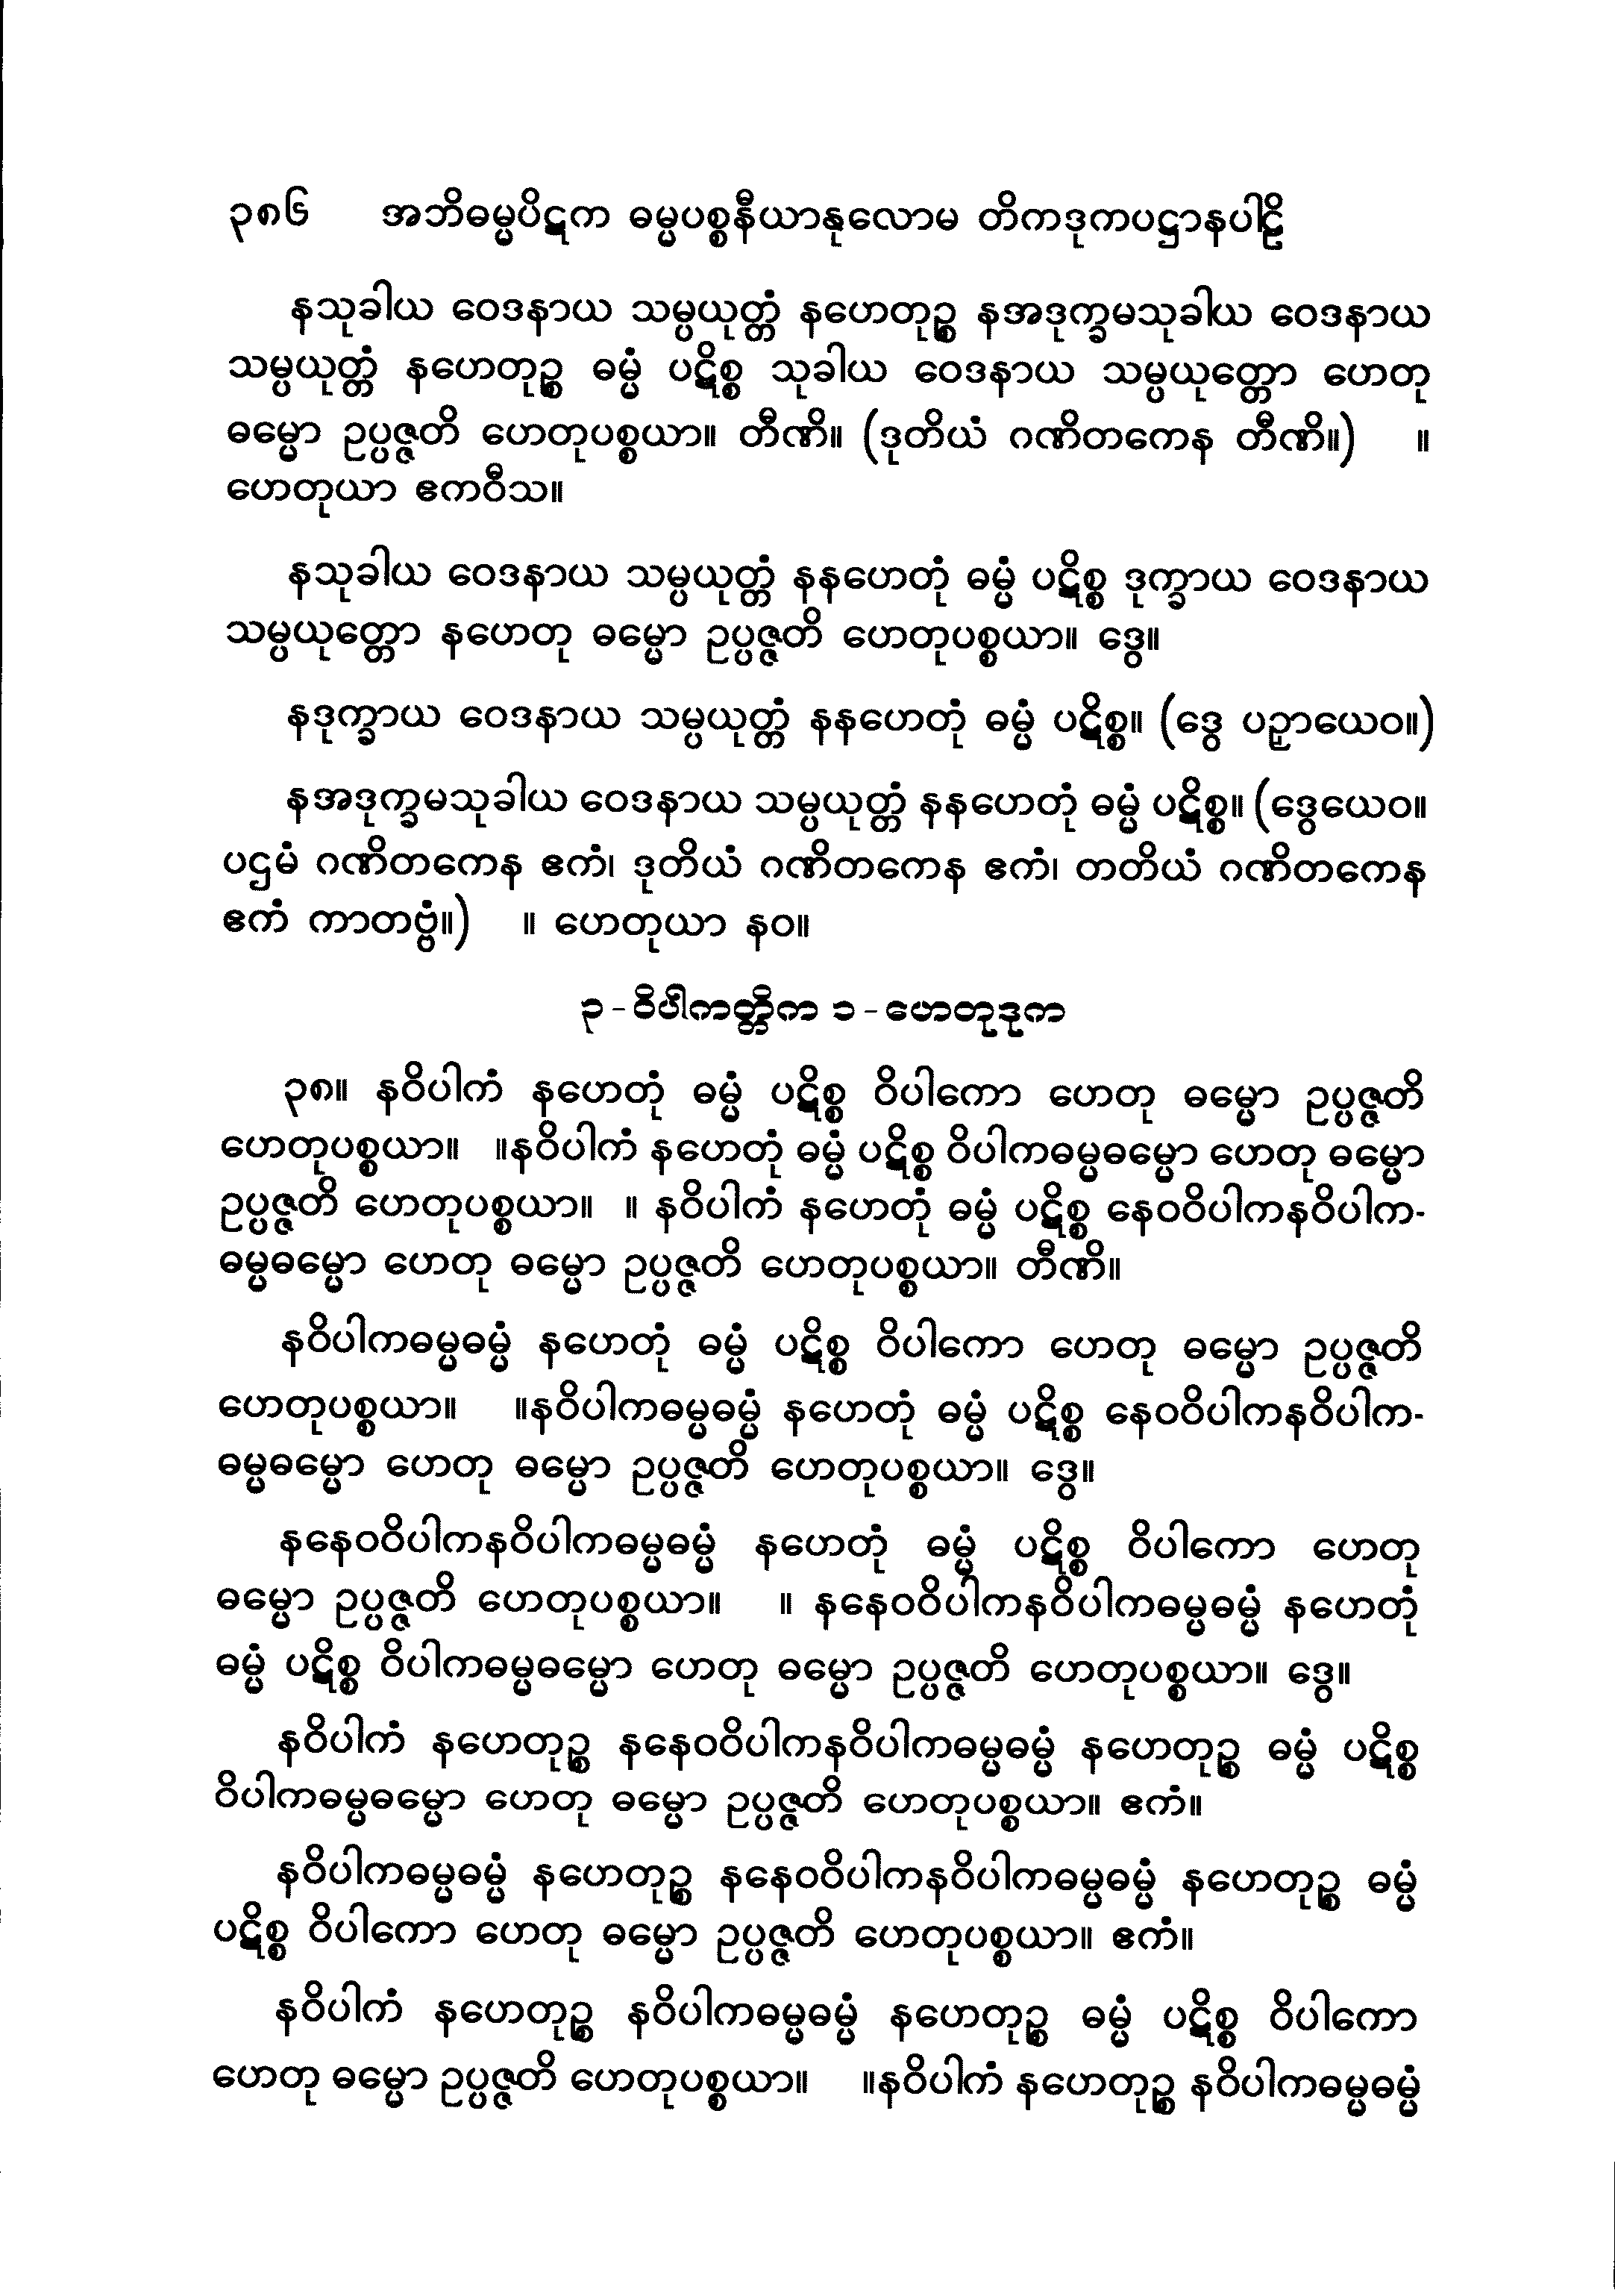 ၃၈၆ အဘိဓမ္မပိဋက ဓမ္မပစ္စနီယာနုလောမ တိကဒုကပဋ္ဌာနပါဠိ
နသုခါယ ဝေဒနာယ သမ္ပယုတ္တံ နဟေတုဉ္စ နအဒုက္ခမသုခါယ ဝေဒနာယ
သမ္ပယုတ္တံ နဟေတုဉ္စ ဓမ္မံ ပဋိစ္စ သုခါယ ဝေဒနာယ သမ္ပယုတ္တော ဟေတု
ဓမ္မော ဥပ္ပဇ္ဇတိ ဟေတုပစ္စယာ။ တီဏိ။ (ဒုတိယံ ဂဏိတကေန တီဏိ။) ။
ဟေတုယာ ဧကဝီသ။
နသုခါယ ဝေဒနာယ သမ္ပယုတ္တံ နနဟေတုံ ဓမ္မံ ပဋိစ္စ ဒုက္ခာယ ဝေဒနာယ
သမ္ပယုတ္တော နဟေတု ဓမ္မော ဥပ္ပဇ္ဇတိ ဟေတုပစ္စယာ။ ဒွေ။
နဒုက္ခာယ ဝေဒနာယ သမ္ပယုတ္တံ နနဟေတုံ ဓမ္မံ ပဋိစ္စ။ (ဒွေ ပဉှာယေဝ။)
နအဒုက္ခမသုခါယ ဝေဒနာယ သမ္ပယုတ္တံ နနဟေတုံ ဓမ္မံ ပဋိစ္စ။ (ဒွေယေဝ။
ပဌမံ ဂဏိတကေန ဧကံ၊ ဒုတိယံ ဂဏိတကေန ဧကံ၊ တတိယံ ဂဏိတကေန
ဧကံ ကာတဗ္ဗံ။) ။ ဟေတုယာ နဝ။
၃-ဝိပါကတ္တိက ၁-ဟေတုဒုက
၃၈။ နဝိပါကံ နဟေတုံ ဓမ္မံ ပဋိစ္စ ဝိပါကော ဟေတု ဓမ္မော ဥပ္ပဇ္ဇတိ
ဟေတုပစ္စယာ။ ။နဝိပါကံ နဟေတုံ ဓမ္မံ ပဋိစ္စ ဝိပါကဓမ္မဓမ္မော ဟေတု ဓမ္မော
ဥပ္ပဇ္ဇတိ ဟေတုပစ္စယာ။ ။ နဝိပါကံ နဟေတုံ ဓမ္မံ ပဋိစ္စ နေဝဝိပါကနဝိပါက-
ဓမ္မဓမ္မော ဟေတု ဓမ္မော ဥပ္ပဇ္ဇတိ ဟေတုပစ္စယာ။ တီဏိ။
နဝိပါကဓမ္မဓမ္မံ နဟေတုံ ဓမ္မံ ပဋိစ္စ ဝိပါကော ဟေတု ဓမ္မော ဥပ္ပဇ္ဇတိ
ဟေတုပစ္စယာ။ ။နဝိပါကဓမ္မဓမ္မံ နဟေတုံ ဓမ္မံ ပဋိစ္စ နေဝဝိပါကနဝိပါက-
ဓမ္မဓမ္မော ဟေတု ဓမ္မော ဥပ္ပဇ္ဇတိ ဟေတုပစ္စယာ။ ဒွေ။
နနေဝဝိပါကနဝိပါကဓမ္မဓမ္မံ နဟေတုံ ဓမ္မံ ပဋိစ္စ ဝိပါကော ဟေတု
ဓမ္မော ဥပ္ပဇ္ဇတိ ဟေတုပစ္စယာ။ ။ နနေဝဝိပါကနဝိပါကဓမ္မဓမ္မံ နဟေတုံ
ဓမ္မံ ပဋိစ္စ ဝိပါကဓမ္မဓမ္မော ဟေတု ဓမ္မော ဥပ္ပဇ္ဇတိ ဟေတုပစ္စယာ။ ဒွေ။
နဝိပါကံ နဟေတုဉ္စ နနေဝဝိပါကနဝိပါကဓမ္မဓမ္မံ နဟေတုဉ္စ ဓမ္မံ ပဋိစ္စ
ဝိပါကဓမ္မဓမ္မော ဟေတု ဓမ္မော ဥပ္ပဇ္ဇတိ ဟေတုပစ္စယာ။ ဧကံ။
နဝိပါကဓမ္မဓမ္မံ နဟေတုဉ္စ နနေဝဝိပါကနဝိပါကဓမ္မဓမ္မံ နဟေတုဉ္စ ဓမ္မံ
ပဋိစ္စ ဝိပါကော ဟေတု ဓမ္မော ဥပ္ပဇ္ဇတိ ဟေတုပစ္စယာ။ ဧကံ။
နဝိပါကံ နဟေတုဉ္စ နဝိပါကဓမ္မဓမ္မံ နဟေတုဉ္စ ဓမ္မံ ပဋိစ္စ ဝိပါကော
ဟေတု ဓမ္မော ဥပ္ပဇ္ဇတိ ဟေတုပစ္စယာ။ ။နဝိပါကံ နဟေတုဉ္စ နဝိပါကဓမ္မဓမ္မံ